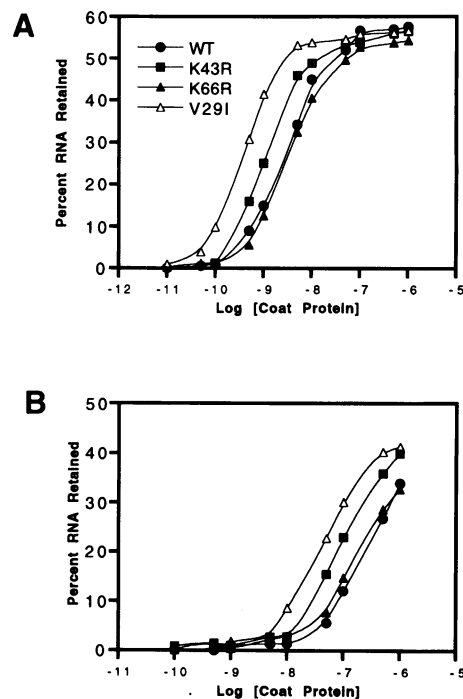 A
60
50
40
30
20
10
0
Percent RNA Retained
WT
K43R
K66R
V29I
-12 -11 -10 -9 -8 -7 -6 -5
Log [Coat Protein]
B
50
40
30
20
10
0
Percent RNA Retained
-11 -10 -9 -8 -7 -6 -5
Log [Coat Protein]